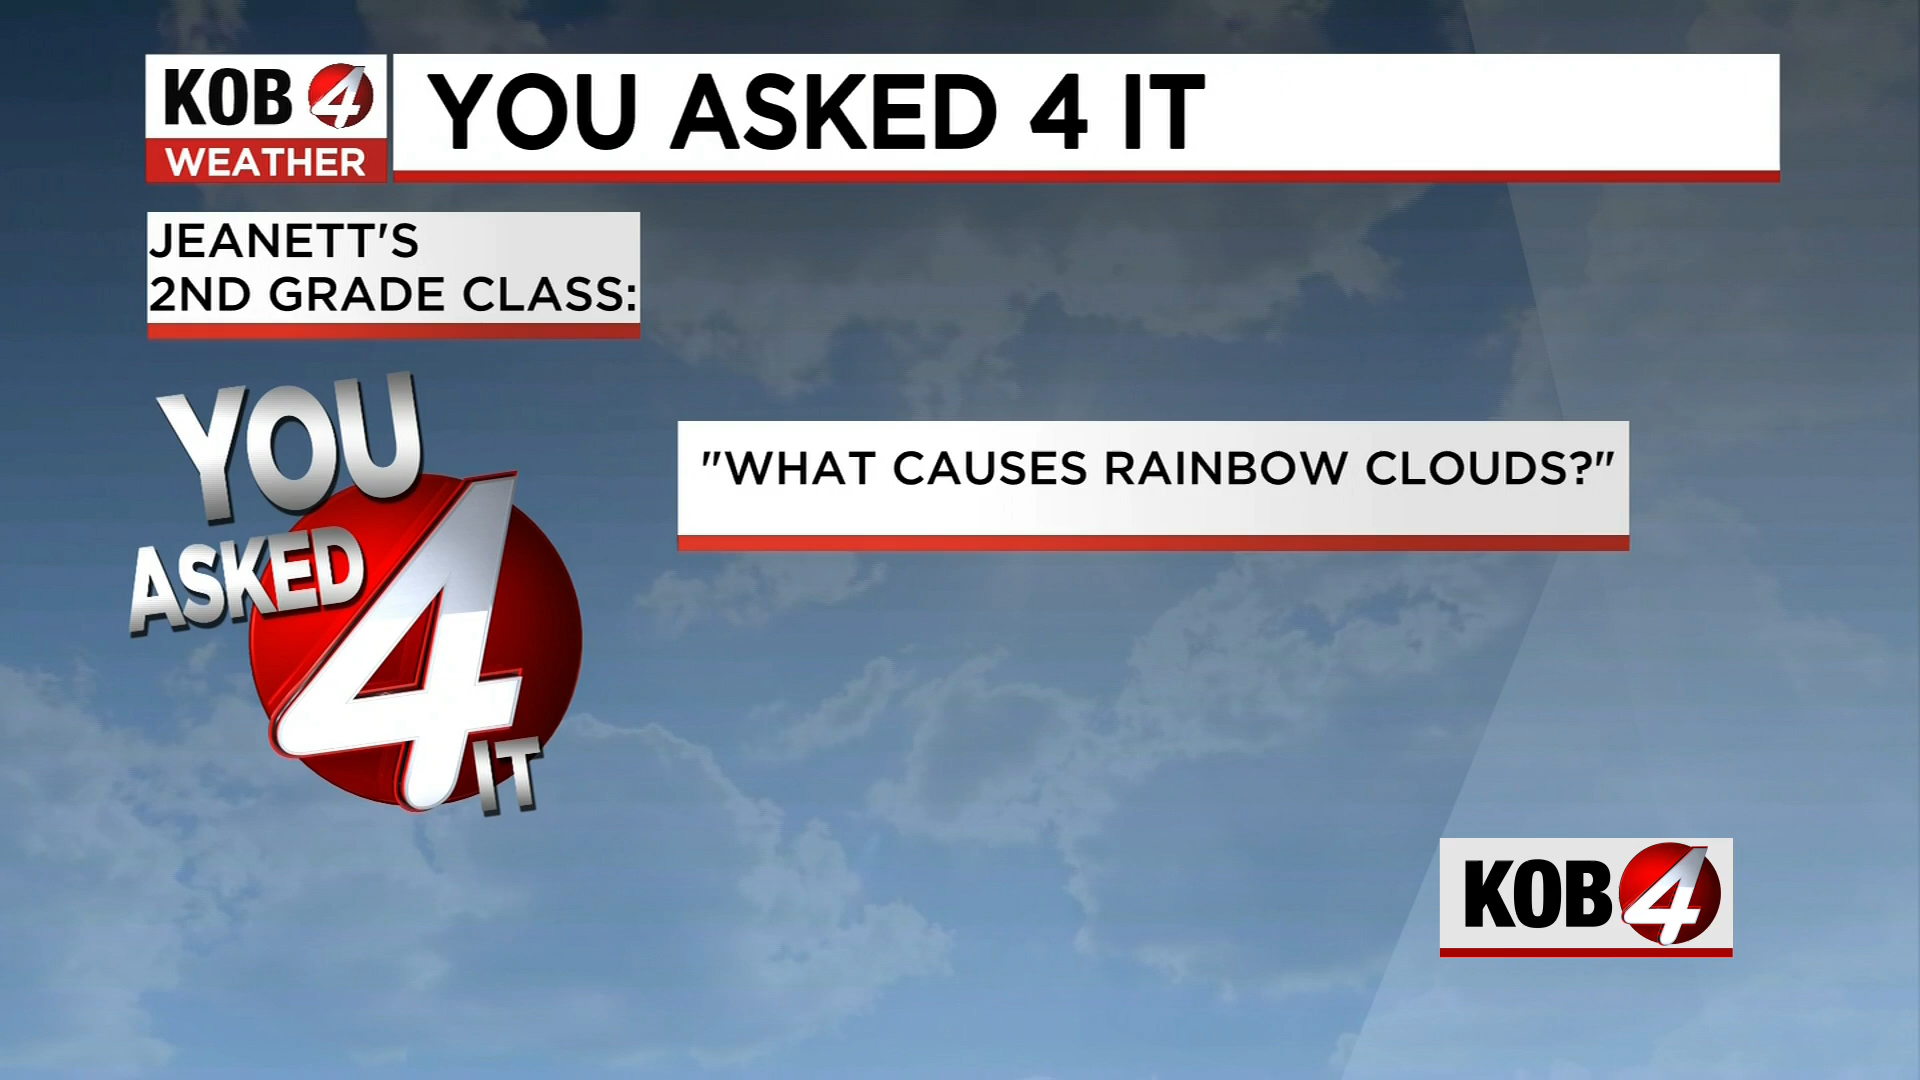 KOB 4
WEATHER
YOU ASKED 4 IT
JEANETT'S
2ND GRADE CLASS:
YOU
ASKED
4
IT
"WHAT CAUSES RAINBOW CLOUDS?"
KOB 4